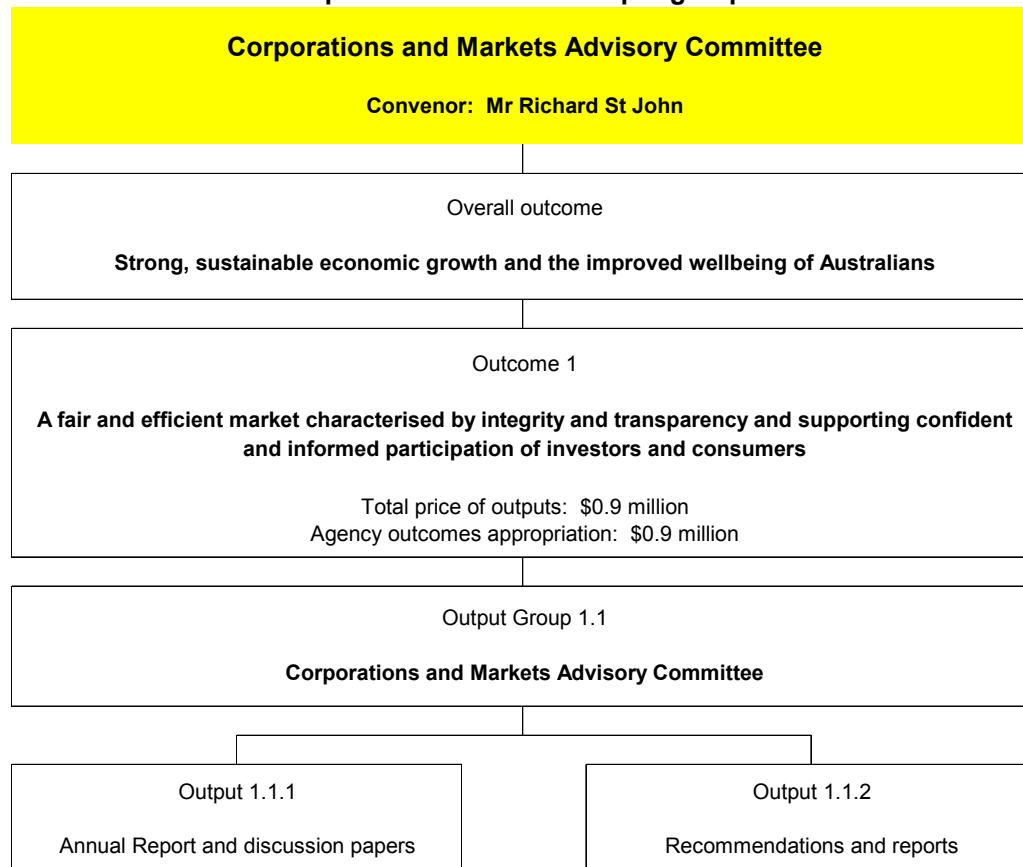 Corporations and Markets Advisory Committee
Convenor: Mr Richard St John
Overall outcome
Strong, sustainable economic growth and the improved wellbeing of Australians
Outcome 1
A fair and efficient market characterised by integrity and transparency and supporting confident
and informed participation of investors and consumers
Total price of outputs: $0.9 million
Agency outcomes appropriation: $0.9 million
Output Group 1.1
Corporations and Markets Advisory Committee
Output 1.1.1
Annual Report and discussion papers
Output 1.1.2
Recommendations and reports